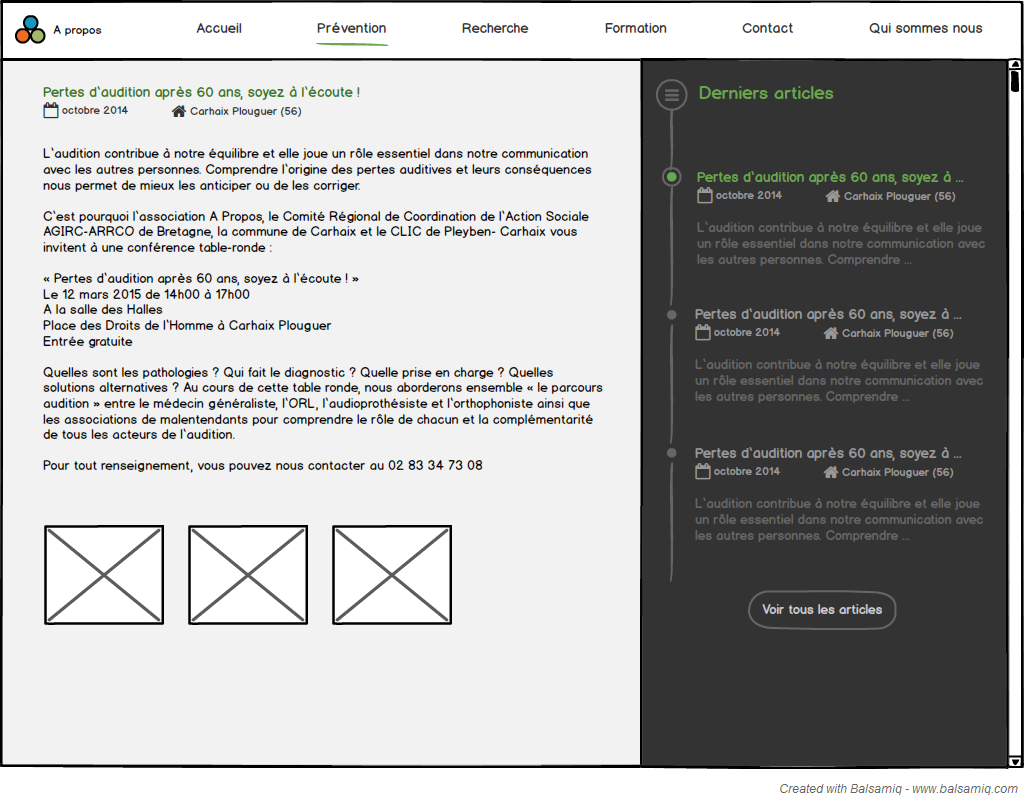 A propos
Accueil
Prévention
Recherche
Formation
Contact
Qui sommes nous
Pertes d'audition après 60 ans, soyez à l'écoute !
octobre 2014
Carhaix Plouguer (56)
L'audition contribue à notre équilibre et elle joue un rôle essentiel dans notre communication
avec les autres personnes. Comprendre l'origine des pertes auditives et leurs conséquences
nous permet de mieux les anticiper ou de les corriger.
C'est pourquoi l'association A Propos, le Comité Régional de Coordination de l'Action Sociale
AGIRC-ARRCO de Bretagne, la commune de Carhaix et le CLIC de Pleyben- Carhaix vous
invitent à une conférence table-ronde :
« Pertes d'audition après 60 ans, soyez à l'écoute ! »
Le 12 mars 2015 de 14h00 à 17h00
A la salle des Halles
Place des Droits de l'Homme à Carhaix Plouguer
Entrée gratuite
Quelles sont les pathologies ? Qui fait le diagnostic ? Quelle prise en charge ? Quelles
solutions alternatives ? Au cours de cette table ronde, nous aborderons ensemble « le parcours
audition » entre le médecin généraliste, l'ORL, l'audioprothésiste et l'orthophoniste ainsi que
les associations de malentendants pour comprendre le rôle de chacun et la complémentarité
de tous les acteurs de l'audition.
Pour tout renseignement, vous pouvez nous contacter au 02 83 34 73 08
Derniers articles
Pertes d'audition après 60 ans, soyez à ...
octobre 2014
Carhaix Plouguer (56)
L'audition contribue à notre équilibre et elle joue
un rôle essentiel dans notre communication avec
les autres personnes. Comprendre ...
Pertes d'audition après 60 ans, soyez à ...
octobre 2014
Carhaix Plouguer (56)
L'audition contribue à notre équilibre et elle joue
un rôle essentiel dans notre communication avec
les autres personnes. Comprendre ...
Pertes d'audition après 60 ans, soyez à ...
octobre 2014
Carhaix Plouguer (56)
L'audition contribue à notre équilibre et elle joue
un rôle essentiel dans notre communication avec
les autres personnes. Comprendre ...
Voir tous les articles
Created with Balsamiq - www.balsamiq.com